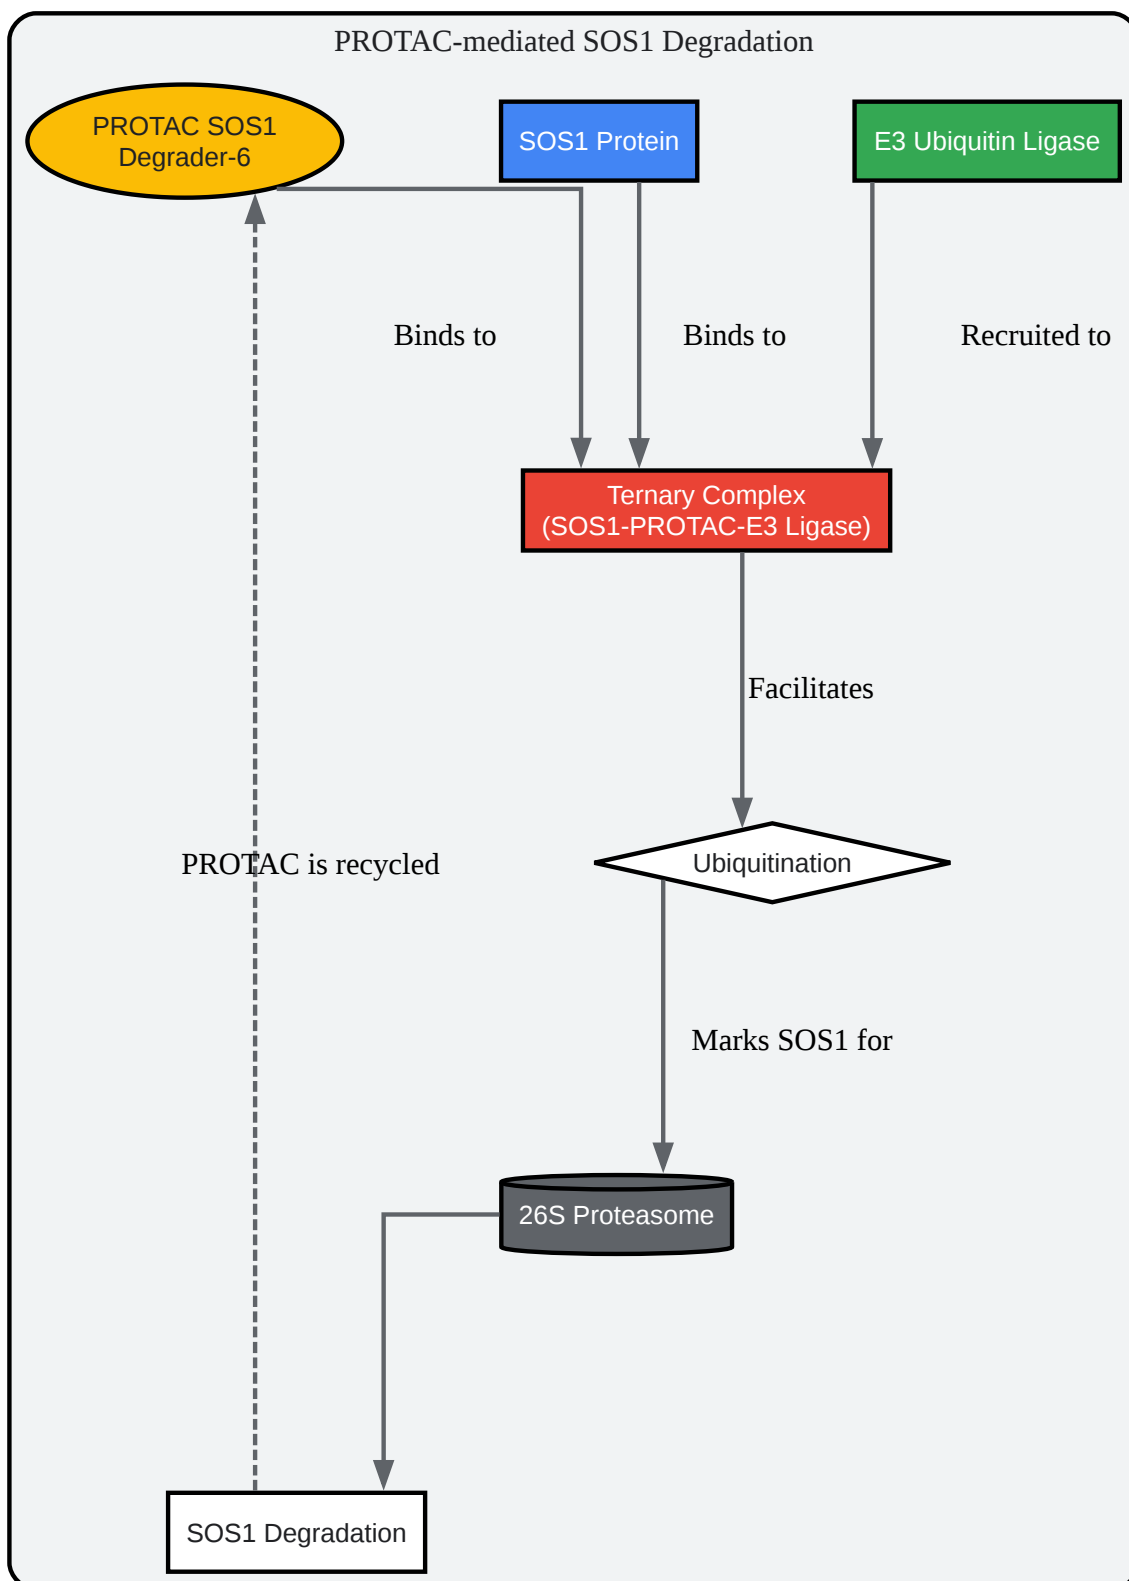 PROTAC-mediated SOS1 Degradation
PROTAC SOS1
Degrader-6
SOS1 Protein
E3 Ubiquitin Ligase
Binds to
Binds to
Recruited to
Ternary Complex
(SOS1-PROTAC-E3 Ligase)
Facilitates
Ubiquitination
PROTAC is recycled
Marks SOS1 for
26S Proteasome
SOS1 Degradation